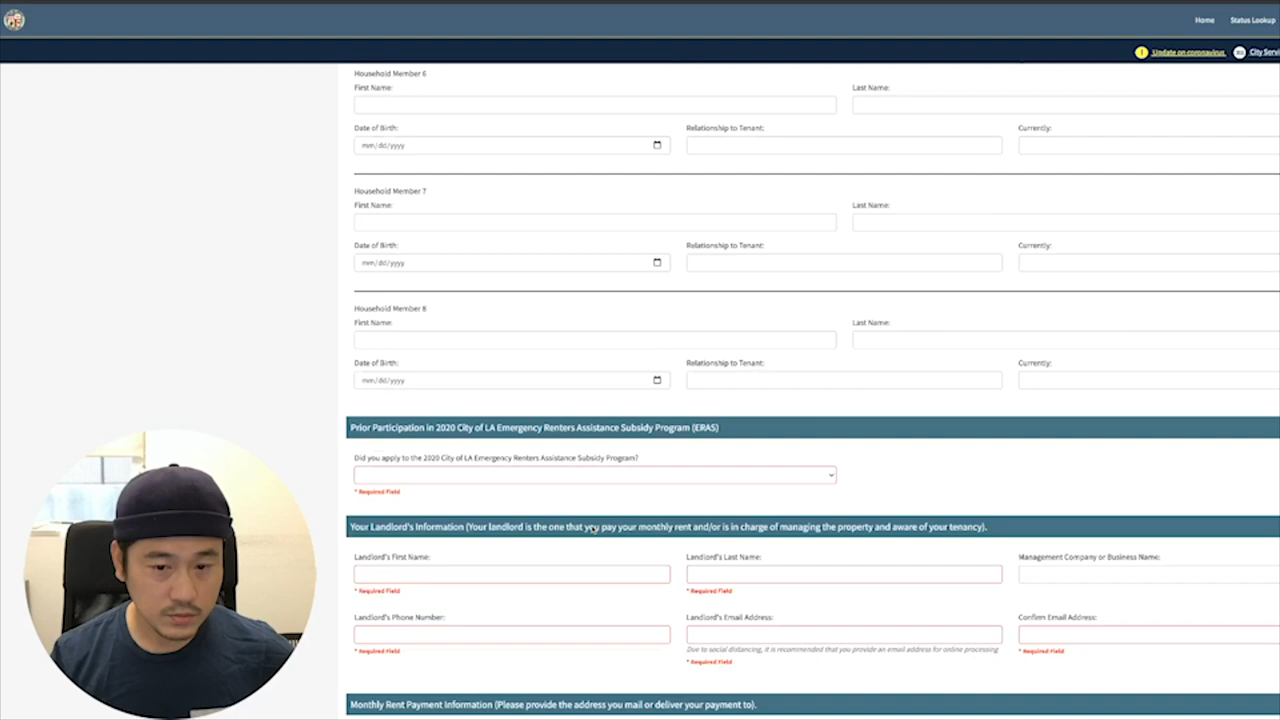 Home Status Lookup
! Update on coronavirus City Servi
Household Member 6
First Name: Last Name:
Date of Birth: Relationship to Tenant: Currently:
mm/dd/yyyy
Household Member 7
First Name: Last Name:
Date of Birth: Relationship to Tenant: Currently:
mm/dd/yyyy
Household Member 8
First Name: Last Name:
Date of Birth: Relationship to Tenant: Currently:
mm/dd/yyyy
Prior Participation in 2020 City of LA Emergency Renters Assistance Subsidy Program (ERAS)
Did you apply to the 2020 City of LA Emergency Renters Assistance Subsidy Program?
* Required Field
Your Landlord's Information (Your landlord is the one that you pay your monthly rent and/or is in charge of managing the property and aware of your tenancy).
Landlord's First Name: Landlord's Last Name: Management Company or Business Name:
* Required Field * Required Field
Landlord's Phone Number: Landlord's Email Address: Confirm Email Address:
Due to social distancing, it is recommended that you provide an email address for online processing
* Required Field * Required Field * Required Field
Monthly Rent Payment Information (Please provide the address you mail or deliver your payment to).